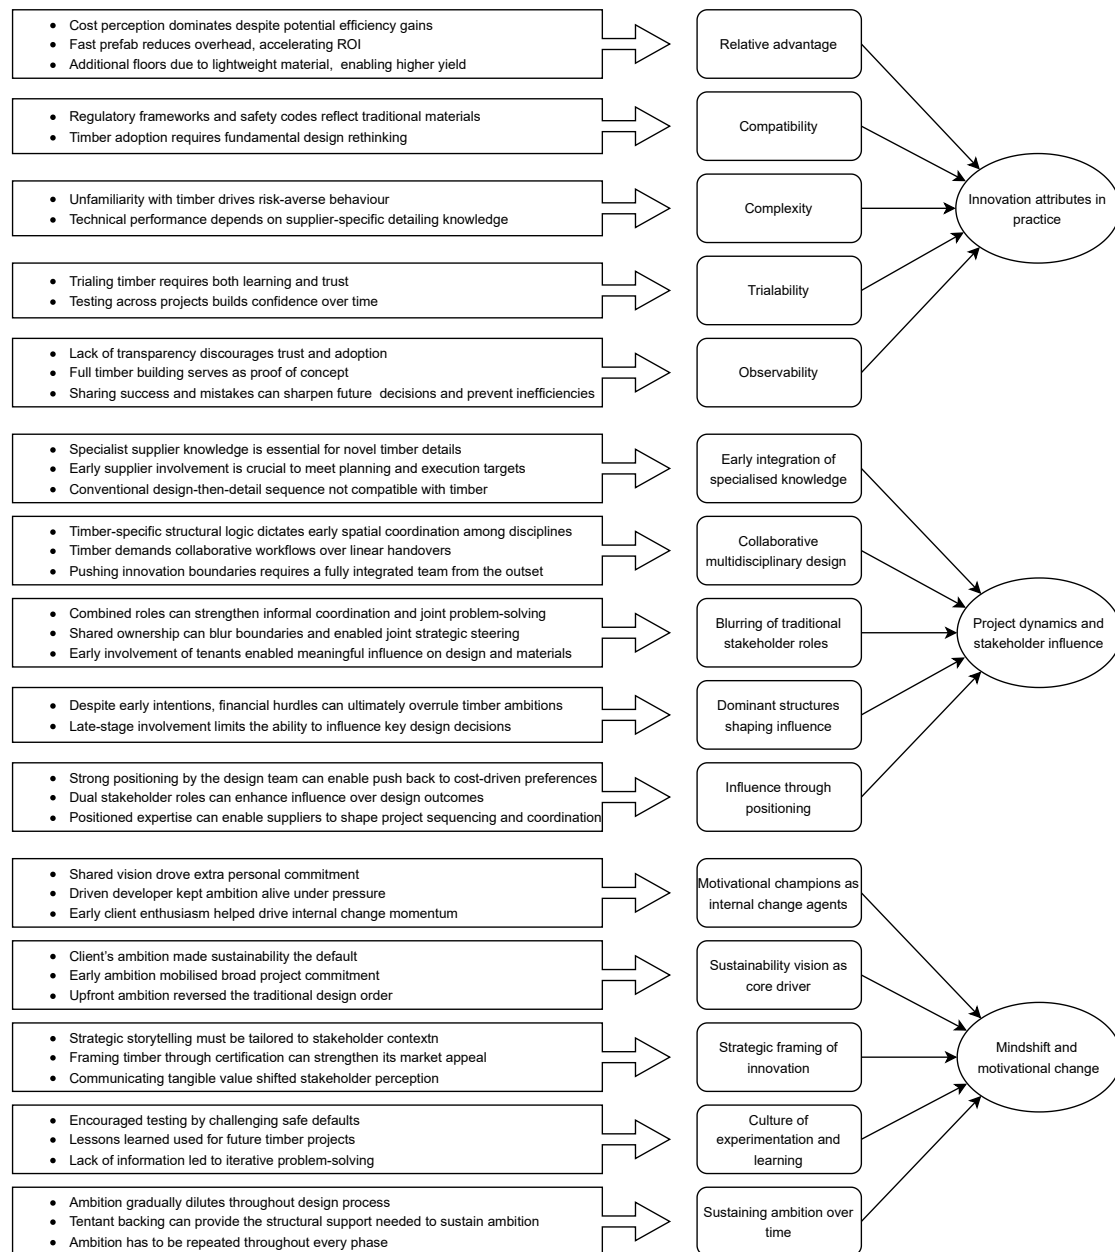 Cost perception dominates despite potential efficiency gains
Fast prefab reduces overhead, accelerating ROI
Additional floors due to lightweight material, enabling higher yield
Relative advantage
Regulatory frameworks and safety codes reflect traditional materials
Timber adoption requires fundamental design rethinking
Compatibility
Unfamiliarity with timber drives risk-averse behaviour
Technical performance depends on supplier-specific detailing knowledge
Complexity
Innovation attributes in
practice
Trialing timber requires both learning and trust
Testing across projects builds confidence over time
Trialability
Lack of transparency discourages trust and adoption
Full timber building serves as proof of concept
Sharing success and mistakes can sharpen future decisions and prevent inefficiencies
Observability
Specialist supplier knowledge is essential for novel timber details
Early supplier involvement is crucial to meet planning and execution targets
Conventional design-then-detail sequence not compatible with timber
Early integration of
specialised knowledge
Timber-specific structural logic dictates early spatial coordination among disciplines
Timber demands collaborative workflows over linear handovers
Pushing innovation boundaries requires a fully integrated team from the outset
Collaborative
multidisciplinary design
Combined roles can strengthen informal coordination and joint problem-solving
Shared ownership can blur boundaries and enabled joint strategic steering
Early involvement of tenants enabled meaningful influence on design and materials
Blurring of traditional
stakeholder roles
Project dynamics and
stakeholder influence
Despite early intentions, financial hurdles can ultimately overrule timber ambitions
Late-stage involvement limits the ability to influence key design decisions
Dominant structures
shaping influence
Strong positioning by the design team can enable push back to cost-driven preferences
Dual stakeholder roles can enhance influence over design outcomes
Positioned expertise can enable suppliers to shape project sequencing and coordination
Influence through
positioning
Shared vision drove extra personal commitment
Driven developer kept ambition alive under pressure
Early client enthusiasm helped drive internal change momentum
Motivational champions as
internal change agents
Client's ambition made sustainability the default
Early ambition mobilised broad project commitment
Upfront ambition reversed the traditional design order
Sustainability vision as
core driver
Strategic storytelling must be tailored to stakeholder contextn
Framing timber through certification can strengthen its market appeal
Communicating tangible value shifted stakeholder perception
Strategic framing of
innovation
Mindshift and
motivational change
Encouraged testing by challenging safe defaults
Lessons learned used for future timber projects
Lack of information led to iterative problem-solving
Culture of
experimentation and
learning
Ambition gradually dilutes throughout design process
Tentant backing can provide the structural support needed to sustain ambition
Ambition has to be repeated throughout every phase
Sustaining ambition over
time